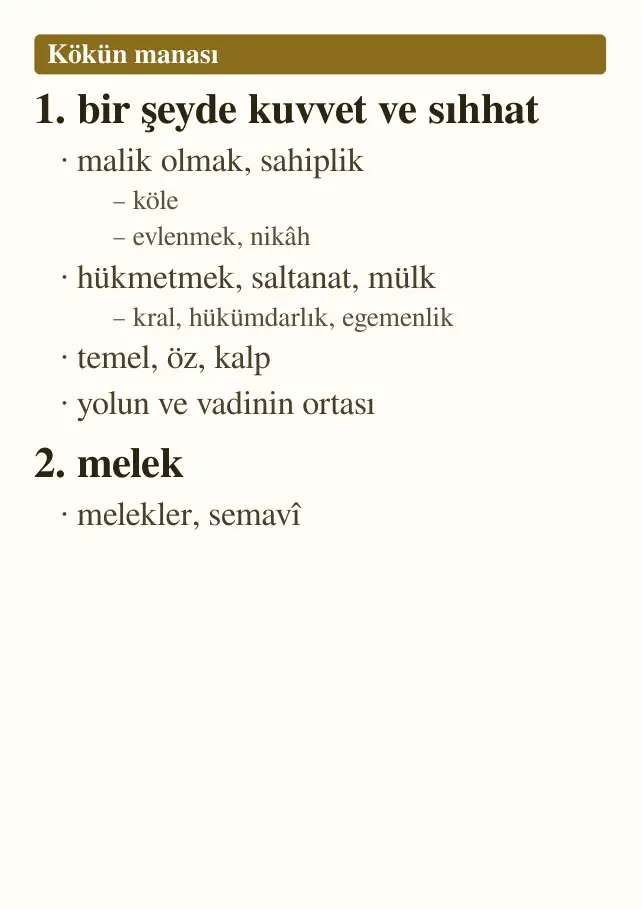 Kökün manası
1. bir şeyde kuvvet ve sıhhat
· malik olmak, sahiplik
– köle
– evlenmek, nikâh
· hükmetmek, saltanat, mülk
– kral, hükümdarlık, egemenlik
· temel, öz, kalp
· yolun ve vadinin ortası
2. melek
· melekler, semavî